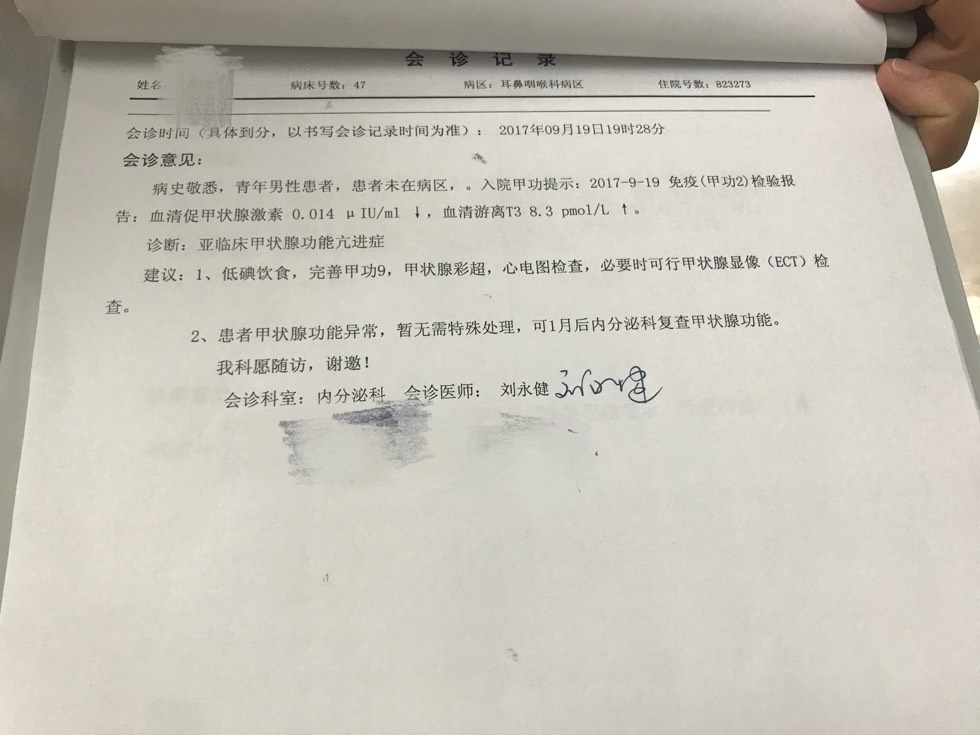 会诊记录
姓名 病床号数：47 病区：耳鼻咽喉科病区 住院号数：823273
会诊时间（具体到分，以书写会诊记录时间为准）： 2017年09月19日19时28分
会诊意见：
病史敬悉，青年男性患者，患者未在病区，。入院甲功提示：2017-9-19 免疫(甲功2)检验报
告：血清促甲状腺激素 0.014 μIU/ml ↓，血清游离T3 8.3 pmol/L ↑。
诊断：亚临床甲状腺功能亢进症
建议：1、低碘饮食，完善甲功9，甲状腺彩超，心电图检查，必要时可行甲状腺显像（ECT）检
查。
2、患者甲状腺功能异常，暂无需特殊处理，可1月后内分泌科复查甲状腺功能。
我科愿随访，谢邀！
会诊科室：内分泌科 会诊医师： 刘永健 刘永健